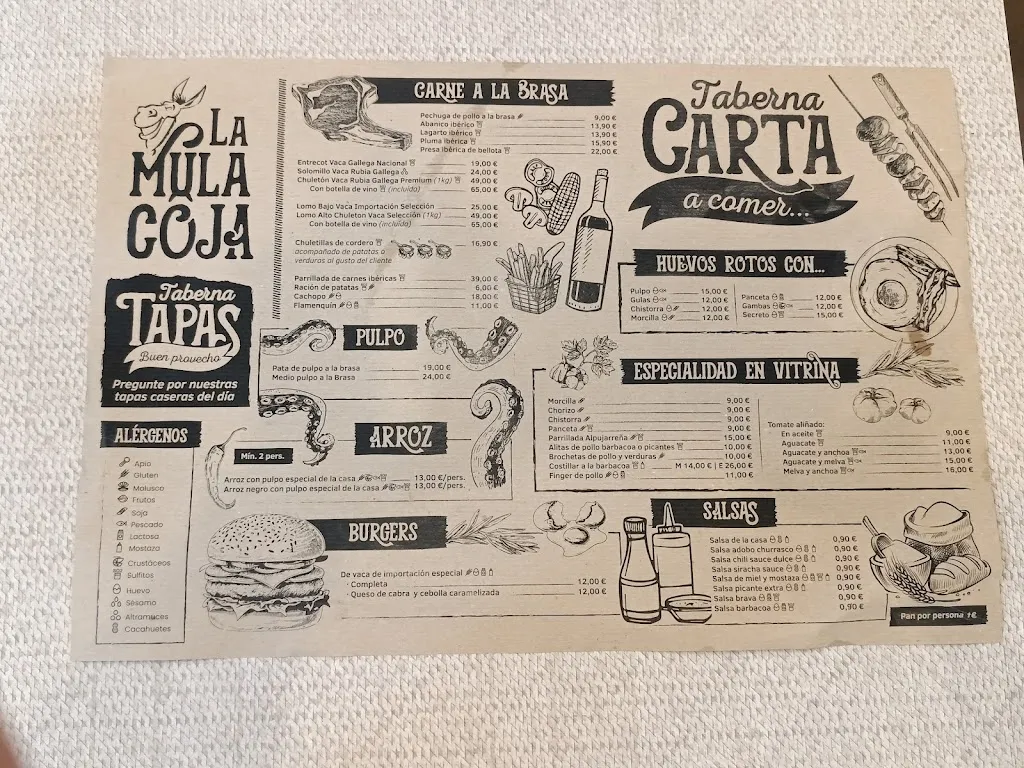 LA
MULA
COJA
Taberna
TAPAS
Buen provecho
Pregunte por nuestras
tapas caseras del día
ALÉRGENOS
Apio
Gluten
Molusco
Frutos
Soja
Pescado
Lactosa
Mostaza
Crustáceos
Sulfitos
Huevo
Sésamo
Altramuces
Cacahuetes
CARNE A LA BRASA
Pechuga de pollo a la brasa 9,00 €
Abanico ibérico 13,90 €
Lagarto ibérico 13,90 €
Pluma ibérica 15,90 €
Presa ibérica de bellota 22,00 €
Entrecot Vaca Gallega Nacional 19,00 €
Solomillo Vaca Rubia Gallega 24,00 €
Chuletón Vaca Rubia Gallega Premium (1kg) 49,00 €
Con botella de vino (incluída) 65,00 €
Lomo Bajo Vaca Importación Selección 25,00 €
Lomo Alto Chuleton Vaca Selección (1kg) 49,00 €
Con botella de vino (incluída) 65,00 €
Chuletillas de cordero 16,90 €
acompañado de patatas o
verduras al gusto del cliente
Parrillada de carnes ibéricas 39,00 €
Ración de patatas 6,00 €
Cachopo 18,00 €
Flamenquín 11,00 €
PULPO
Pata de pulpo a la brasa 19,00 €
Medio pulpo a la Brasa 24,00 €
ARROZ
Mín. 2 pers.
Arroz con pulpo especial de la casa 13,00 €/pers.
Arroz negro con pulpo especial de la casa 13,00 €/pers.
BURGERS
De vaca de importación especial
· Completa 12,00 €
· Queso de cabra y cebolla caramelizada 12,00 €
Taberna
CARTA
a comer...
HUEVOS ROTOS CON...
Pulpo 15,00 €
Gulas 12,00 €
Chistorra 12,00 €
Morcilla 12,00 €
Panceta 12,00 €
Gambas 12,00 €
Secreto 15,00 €
ESPECIALIDAD EN VITRINA
Morcilla 9,00 €
Chorizo 9,00 €
Chistorra 9,00 €
Panceta 9,00 €
Parrillada Alpujarreña 15,00 €
Alitas de pollo barbacoa o picantes 10,00 €
Brochetas de pollo y verduras 10,00 €
Costillar a la barbacoa M 14,00 € | E 26,00 €
Finger de pollo 11,00 €
Tomate aliñado:
En aceite 9,00 €
Aguacate 11,00 €
Aguacate y anchoa 13,00 €
Aguacate y melva 15,00 €
Melva y anchoa 16,00 €
SALSAS
Salsa de la casa 0,90 €
Salsa adobo churrasco 0,90 €
Salsa chili sauce dulce 0,90 €
Salsa siracha sauce 0,90 €
Salsa de miel y mostaza 0,90 €
Salsa picante extra 0,90 €
Salsa brava 0,90 €
Salsa barbacoa 0,90 €
Pan por persona 1€